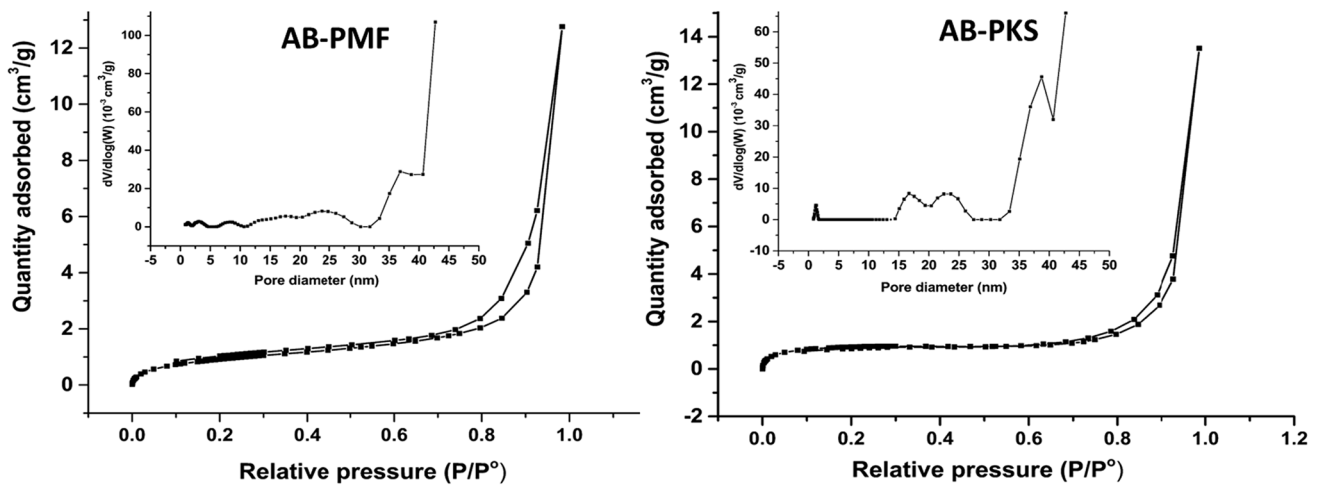 AB-PMF
Quantity adsorbed (cm³/g)
12
10
8
6
4
2
0
0.0 0.2 0.4 0.6 0.8 1.0
Relative pressure (P/P°)
dV/dlog(W) (10⁻³ cm³/g)
100
80
60
40
20
0
-5 0 5 10 15 20 25 30 35 40 45 50
Pore diameter (nm)
AB-PKS
Quantity adsorbed (cm³/g)
14
12
10
8
6
4
2
0
-2
0.0 0.2 0.4 0.6 0.8 1.0 1.2
Relative pressure (P/P°)
dV/dlog(W) (10⁻³ cm³/g)
60
50
40
30
20
10
0
-10
-5 0 5 10 15 20 25 30 35 40 45 50
Pore diameter (nm)